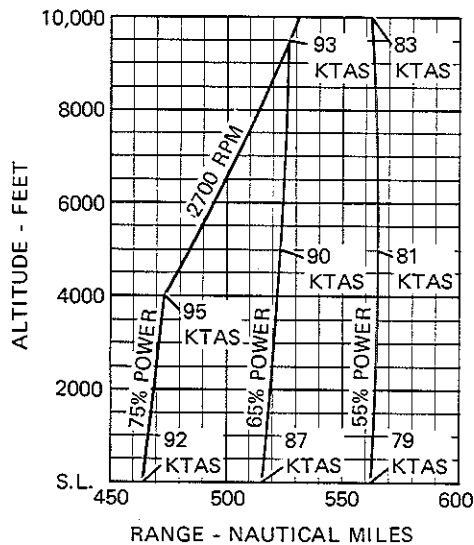 10,000
8000
6000
4000
2000
S.L.
ALTITUDE - FEET
93
KTAS
83
KTAS
2700 RPM
90
KTAS
81
KTAS
95
KTAS
75% POWER
65% POWER
55% POWER
92
KTAS
87
KTAS
79
KTAS
450
500
550
600
RANGE - NAUTICAL MILES